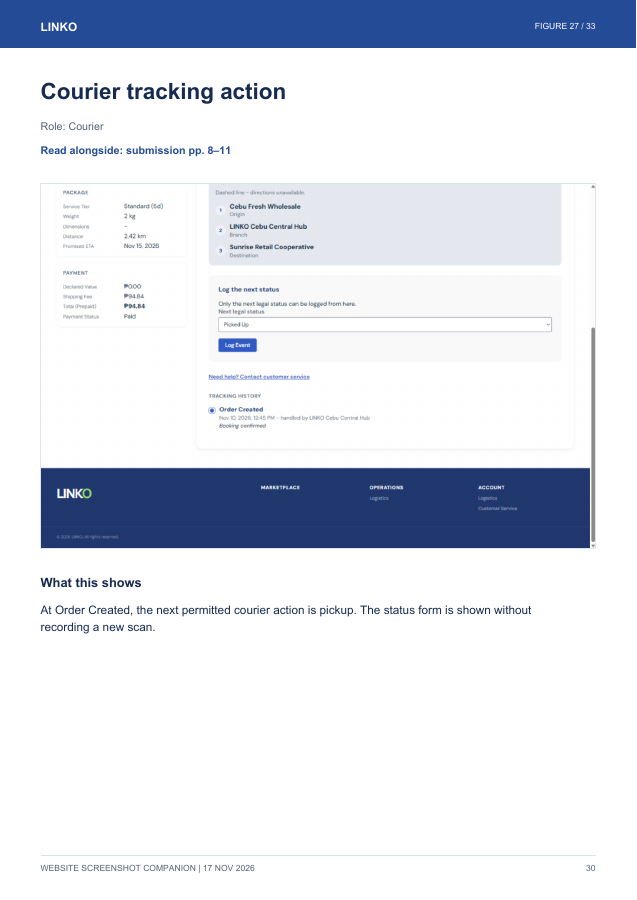 LINKO
FIGURE 27 / 33
Courier tracking action
Role: Courier
Read alongside: submission pp. 8–11
PACKAGE
Service Tier Standard (5d)
Weight 2 kg
Dimensions –
Distance 2.42 km
Promised ETA Nov 15, 2026
PAYMENT
Declared Value ₱0.00
Shipping Fee ₱94.84
Total (Prepaid) ₱94.84
Payment Status Paid
Dashed line – directions unavailable.
1 Cebu Fresh Wholesale
Origin
2 LINKO Cebu Central Hub
Branch
3 Sunrise Retail Cooperative
Destination
Log the next status
Only the next legal status can be logged from here.
Next legal status
Picked Up
Log Event
Need help? Contact customer service
TRACKING HISTORY
Order Created
Nov 10 2026, 12:45 PM – handled by LINKO Cebu Central Hub
Booking confirmed
LINKO
MARKETPLACE
OPERATIONS
Logistics
ACCOUNT
Logistics
Customer Service
© 2026 LINKO. All rights reserved.
What this shows
At Order Created, the next permitted courier action is pickup. The status form is shown without
recording a new scan.
WEBSITE SCREENSHOT COMPANION | 17 NOV 2026
30